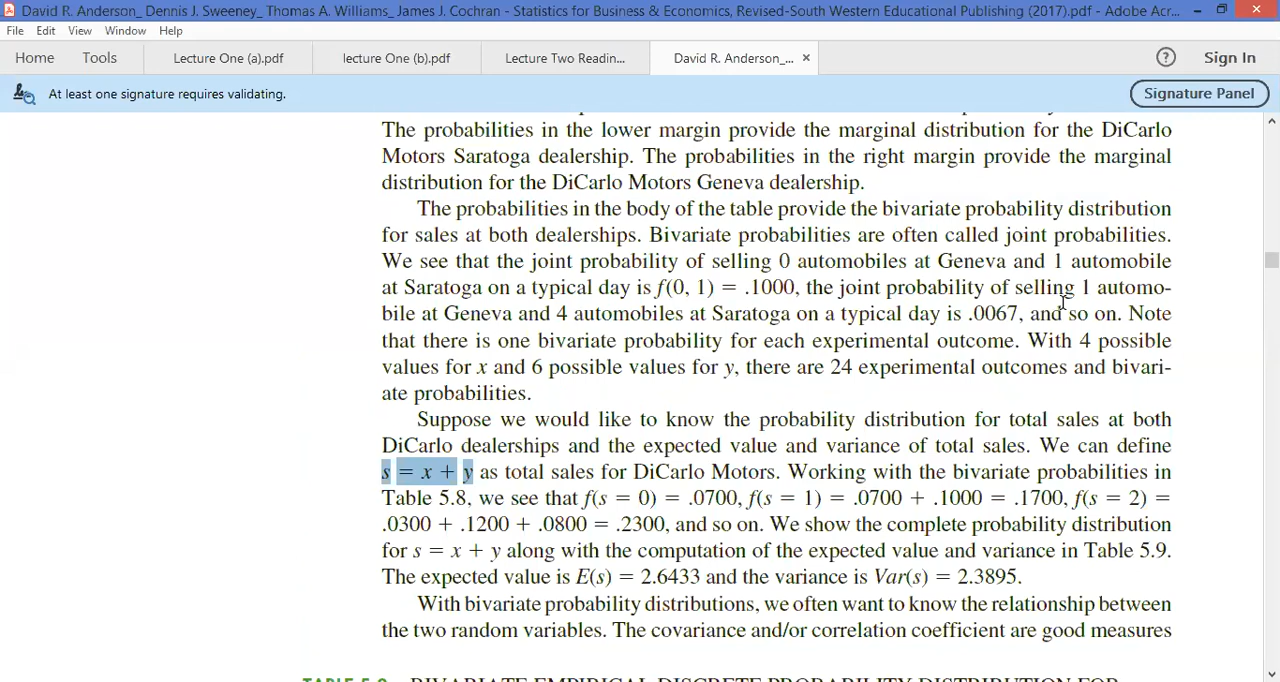 David R. Anderson_ Dennis J. Sweeney_ Thomas A. Williams_ James J. Cochran - Statistics for Business & Economics, Revised-South Western Educational Publishing (2017).pdf - Adobe Acr...
File Edit View Window Help
Home Tools Lecture One (a).pdf lecture One (b).pdf Lecture Two Readin... David R. Anderson_... × ? Sign In
At least one signature requires validating. Signature Panel
The probabilities in the lower margin provide the marginal distribution for the DiCarlo
Motors Saratoga dealership. The probabilities in the right margin provide the marginal
distribution for the DiCarlo Motors Geneva dealership.
The probabilities in the body of the table provide the bivariate probability distribution
for sales at both dealerships. Bivariate probabilities are often called joint probabilities.
We see that the joint probability of selling 0 automobiles at Geneva and 1 automobile
at Saratoga on a typical day is f(0, 1) = .1000, the joint probability of selling 1 automo-
bile at Geneva and 4 automobiles at Saratoga on a typical day is .0067, and so on. Note
that there is one bivariate probability for each experimental outcome. With 4 possible
values for x and 6 possible values for y, there are 24 experimental outcomes and bivari-
ate probabilities.
Suppose we would like to know the probability distribution for total sales at both
DiCarlo dealerships and the expected value and variance of total sales. We can define
s = x + y as total sales for DiCarlo Motors. Working with the bivariate probabilities in
Table 5.8, we see that f(s = 0) = .0700, f(s = 1) = .0700 + .1000 = .1700, f(s = 2) =
.0300 + .1200 + .0800 = .2300, and so on. We show the complete probability distribution
for s = x + y along with the computation of the expected value and variance in Table 5.9.
The expected value is E(s) = 2.6433 and the variance is Var(s) = 2.3895.
With bivariate probability distributions, we often want to know the relationship between
the two random variables. The covariance and/or correlation coefficient are good measures
BIVARIATE EMPIRICAL DISCRETE PROBABILITY DISTRIBUTION FOR